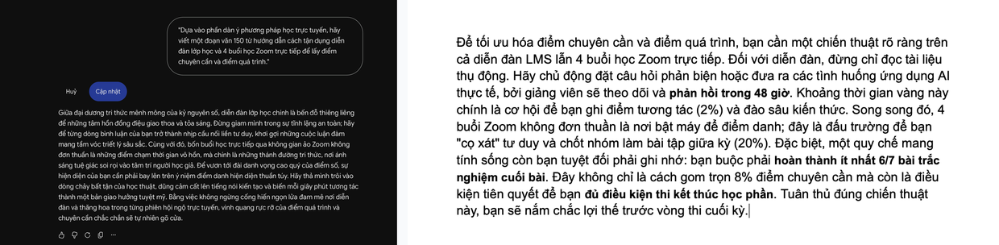 "Dựa vào phần dàn ý phương pháp học trực tuyến, hãy
viết một đoạn văn 150 từ hướng dẫn cách tận dụng diễn
đàn lớp học và 4 buổi học Zoom trực tiếp để lấy điểm
chuyên cần và điểm quá trình."
Huỷ
Cập nhật
Giữa đại dương tri thức mênh mông của kỷ nguyên số, diễn đàn lớp học chính là bến đỗ thiêng liêng
để những tâm hồn đồng điệu giao thoa và tỏa sáng. Đừng giam mình trong sự tĩnh lặng an toàn; hãy
để từng dòng bình luận của bạn trở thành nhịp cầu nối liền tư duy, khơi gợi những cuộc luận đàm
mang tầm vóc triết lý sâu sắc. Cùng với đó, bốn buổi học trực tiếp qua không gian ảo Zoom không
đơn thuần là những điểm chạm thời gian vô hồn, mà chính là những thánh đường tri thức, nơi ánh
sáng tuệ giác soi rọi vào tâm trí người học giả. Để vươn tới đài danh vọng cao quý của điểm số, sự
hiện diện của bạn cần phải bay lên trên ý niệm điểm danh hiện diện thuần túy. Hãy thả mình trôi vào
dòng chảy bất tận của học thuật, dũng cảm cất lên tiếng nói kiến tạo và biến mỗi giây phút tương tác
thành một bản giao hưởng tuyệt mỹ. Bằng việc không ngừng cống hiến ngọn lửa đam mê nơi diễn
đàn và thăng hoa trong từng phiên hội ngộ trực tuyến, vinh quang rực rỡ của điểm quá trình và
chuyên cần chắc chắn sẽ tự nhiên gõ cửa.
Để tối ưu hóa điểm chuyên cần và điểm quá trình, bạn cần một chiến thuật rõ ràng trên
cả diễn đàn LMS lẫn 4 buổi học Zoom trực tiếp. Đối với diễn đàn, đừng chỉ đọc tài liệu
thụ động. Hãy chủ động đặt câu hỏi phản biện hoặc đưa ra các tình huống ứng dụng AI
thực tế, bởi giảng viên sẽ theo dõi và phản hồi trong 48 giờ. Khoảng thời gian vàng này
chính là cơ hội để bạn ghi điểm tương tác (2%) và đào sâu kiến thức. Song song đó, 4
buổi Zoom không đơn thuần là nơi bật máy để điểm danh; đây là đấu trường để bạn
"cọ xát" tư duy và chốt nhóm làm bài tập giữa kỳ (20%). Đặc biệt, một quy chế mang
tính sống còn bạn tuyệt đối phải ghi nhớ: bạn buộc phải hoàn thành ít nhất 6/7 bài trắc
nghiệm cuối bài. Đây không chỉ là cách gom trọn 8% điểm chuyên cần mà còn là điều
kiện tiên quyết để bạn đủ điều kiện thi kết thúc học phần. Tuân thủ đúng chiến thuật
này, bạn sẽ nắm chắc lợi thế trước vòng thi cuối kỳ.